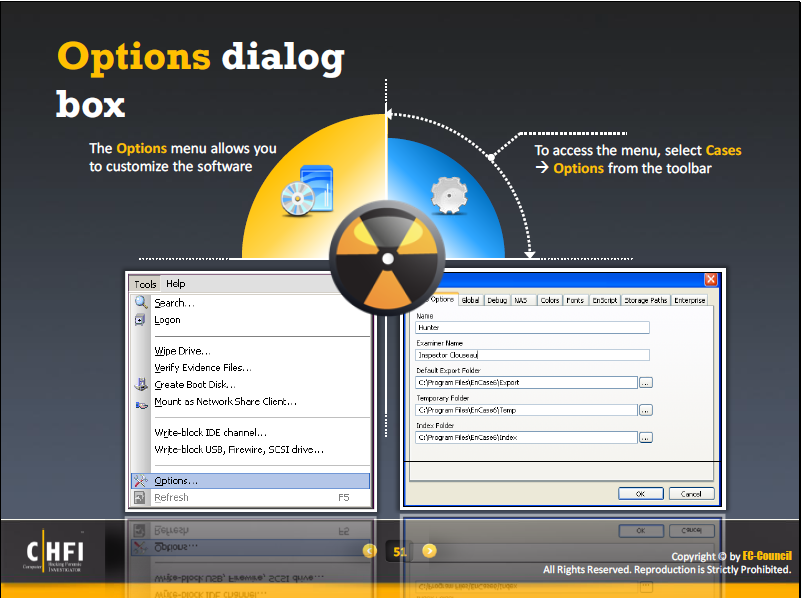 Options dialog
box
The Options menu allows you
to customize the software
To access the menu, select Cases
→ Options from the toolbar
Tools Help
Search...
Logon
Wipe Drive...
Verify Evidence Files...
Create Boot Disk...
Mount as Network Share Client...
Write-block IDE channel...
Write-block USB, Firewire, SCSI drive...
Options...
Refresh F5
Options Global Debug NAS Colors Fonts EnScript Storage Paths Enterprise
Name
Hunter
Examiner Name
Inspector Clouseau
Default Export Folder
C:\Program Files\EnCase6\Export
...
Temporary Folder
C:\Program Files\EnCase6\Temp
...
Index Folder
C:\Program Files\EnCase6\Index
...
OK Cancel
CHFI
Computer Hacking Forensic
INVESTIGATOR
51
Copyright © by EC-Council
All Rights Reserved. Reproduction is Strictly Prohibited.